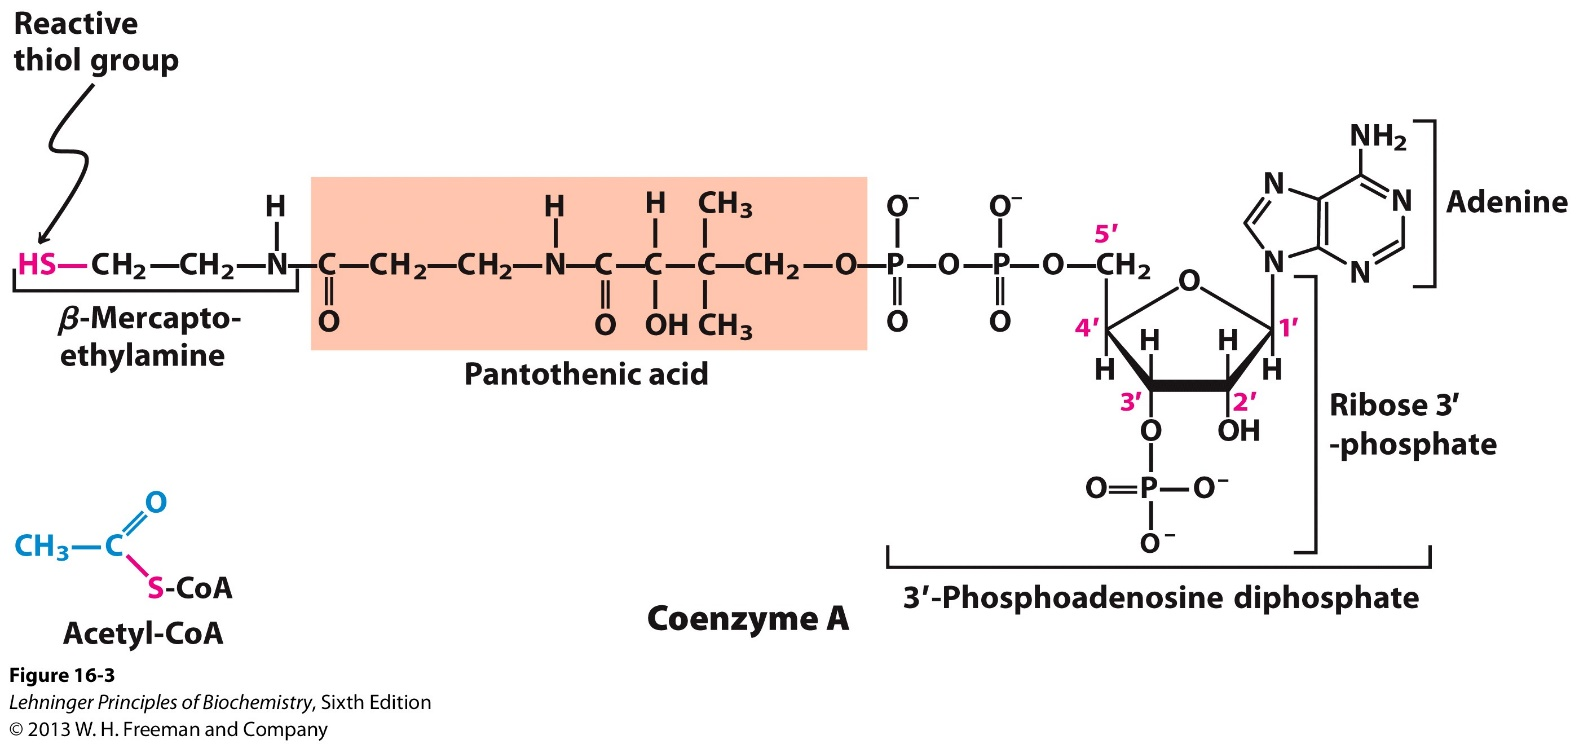 Reactive
thiol group
NH₂
N
N
Adenine
N
N
H
H
H
CH₃
O⁻
O⁻
5′
HS—CH₂—CH₂—N—C—CH₂—CH₂—N—C—C—C—CH₂—O—P—O—P—O—CH₂
O
O
O
OH
CH₃
O
O
4′
H
H
1′
H
H
β-Mercapto-
ethylamine
Pantothenic acid
3′
2′
O
OH
Ribose 3′
-phosphate
O=P—O⁻
O⁻
O
CH₃—C
S-CoA
Acetyl-CoA
3′-Phosphoadenosine diphosphate
Coenzyme A
Figure 16-3
Lehninger Principles of Biochemistry, Sixth Edition
© 2013 W. H. Freeman and Company